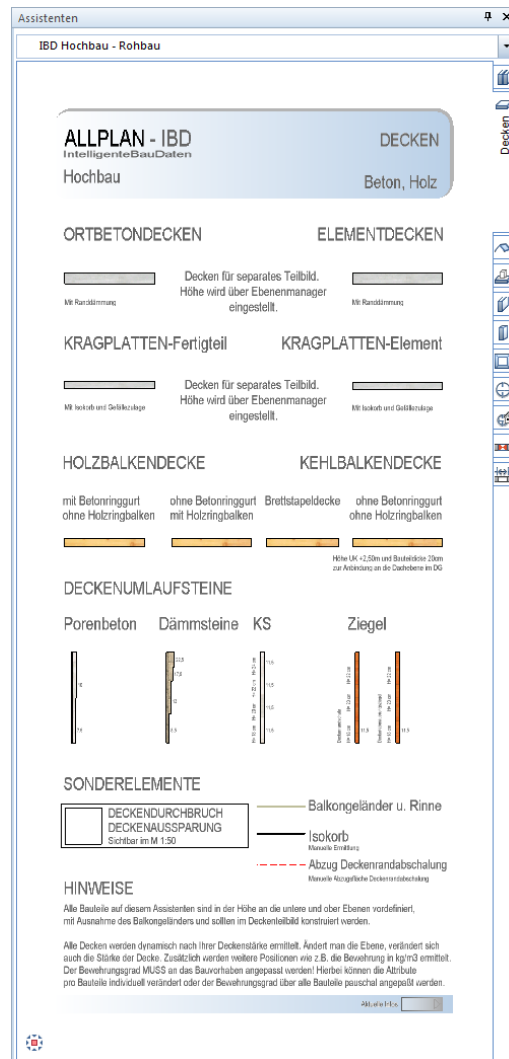 Assistenten
IBD Hochbau - Rohbau
Decken
ALLPLAN - IBD
IntelligenteBauDaten
DECKEN
Hochbau
Beton, Holz
ORTBETONDECKEN
ELEMENTDECKEN
Decken für separates Teilbild.
Höhe wird über Ebenenmanager
eingestellt.
Mit Randdämmung
Mit Randdämmung
KRAGPLATTEN-Fertigteil
KRAGPLATTEN-Element
Decken für separates Teilbild.
Höhe wird über Ebenenmanager
eingestellt.
Mit Isokorb und Gefällezulage
Mit Isokorb und Gefällezulage
HOLZBALKENDECKE
KEHLBALKENDECKE
mit Betonringgurt
ohne Holzringbalken
ohne Betonringgurt
mit Holzringbalken
Brettstapeldecke
ohne Betonringgurt
ohne Holzringbalken
Höhe UK +2,50m und Bauteildicke 20cm
zur Anbindung an die Dachebene im DG
DECKENUMLAUFSTEINE
Porenbeton
Dämmsteine
KS
Ziegel
SONDERELEMENTE
DECKENDURCHBRUCH
DECKENAUSSPARUNG
Sichtbar im M 1:50
Balkongeländer u. Rinne
Isokorb
Manuelle Ermittlung
Abzug Deckenrandabschalung
Manuelle Abzugsfläche Deckenrandabschalung
HINWEISE
Alle Bauteile auf diesem Assistenten sind in der Höhe an die untere und ober Ebenen vordefiniert,
mit Ausnahme des Balkongeländers und sollten im Deckenteilbild konstruiert werden.
Alle Decken werden dynamisch nach Ihrer Deckenstärke ermittelt. Ändert man die Ebene, verändert sich
auch die Stärke der Decke. Zusätzlich werden weitere Positionen wie z.B. die Bewehrung in kg/m3 ermittelt.
Der Bewehrungsgrad MUSS an das Bauvorhaben angepasst werden! Hierbei können die Attribute
pro Bauteile individuell verändert oder der Bewehrungsgrad über alle Bauteile pauschal angepaßt werden.
Aktuelle Infos